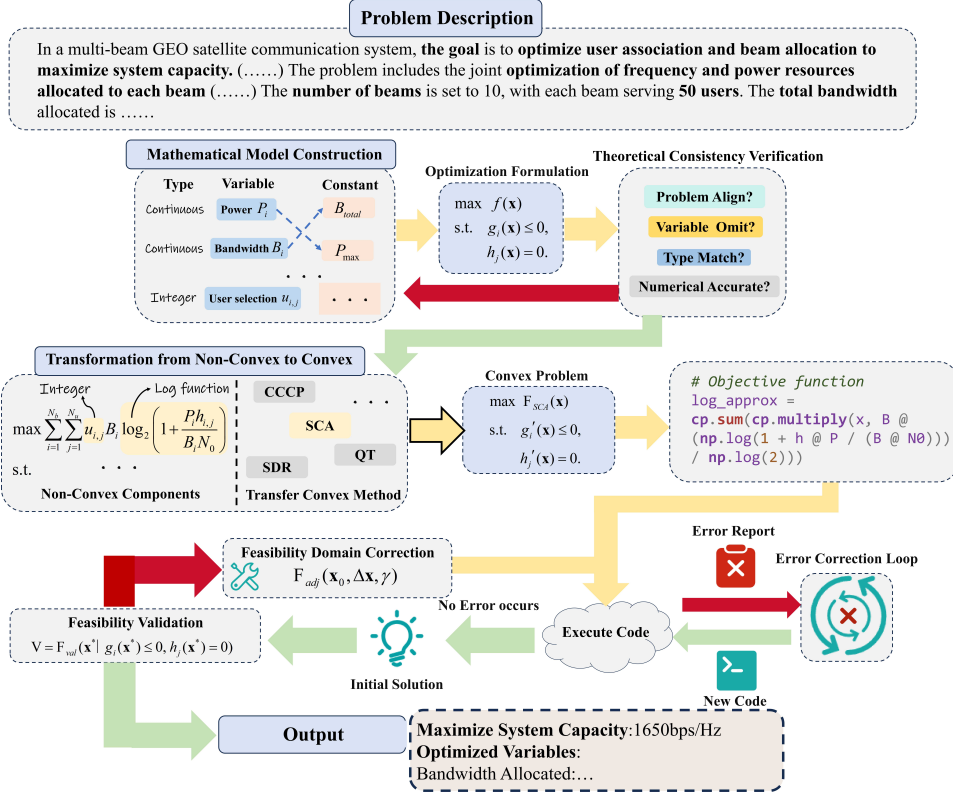 Problem Description
In a multi-beam GEO satellite communication system, the goal is to optimize user association and beam allocation to
maximize system capacity. (……) The problem includes the joint optimization of frequency and power resources
allocated to each beam (……) The number of beams is set to 10, with each beam serving 50 users. The total bandwidth
allocated is ……
Mathematical Model Construction
Type Variable Constant
Continuous Power P_i B_total
Continuous Bandwidth B_i P_max
. . .
Integer User selection u_{i,j} . . .
Optimization Formulation
max f(x)
s.t. g_i(x) ≤ 0,
h_j(x) = 0.
Theoretical Consistency Verification
Problem Align?
Variable Omit?
Type Match?
Numerical Accurate?
Transformation from Non-Convex to Convex
Integer Log function
max ∑_{i=1}^{N_b} ∑_{j=1}^{N_u} u_{i,j} B_i log_2 (1 + P_i h_{i,j} / B_i N_0)
s.t. . . .
Non-Convex Components
CCCP . . .
SCA
QT
SDR
Transfer Convex Method
Convex Problem
max F_SCA(x)
s.t. g_i'(x) ≤ 0,
h_j'(x) = 0.
# Objective function
log_approx =
cp.sum(cp.multiply(x, B @
(np.log(1 + h @ P / (B @ N0)))
/ np.log(2)))
Feasibility Domain Correction
F_adj(x_0, Δx, γ)
Error Report
Error Correction Loop
No Error occurs
Execute Code
New Code
Initial Solution
Feasibility Validation
V = F_val(x*| g_i(x*) ≤ 0, h_j(x*) = 0)
Output
Maximize System Capacity:1650bps/Hz
Optimized Variables:
Bandwidth Allocated:…